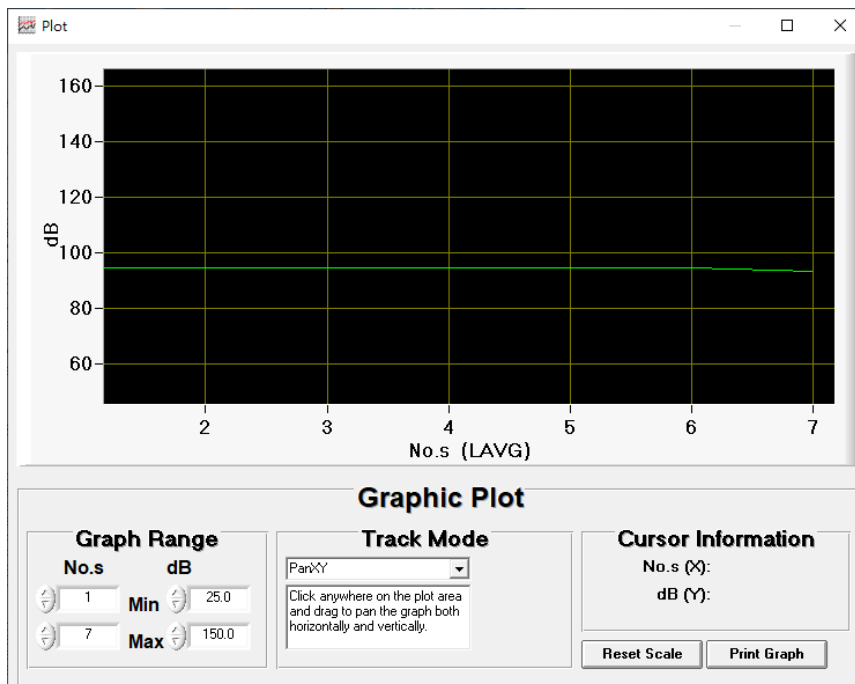 Plot
160
140
120
100
80
60
dB
2 3 4 5 6 7
No.s (LAVG)
Graphic Plot
Graph Range
No.s dB
1 Min 25.0
7 Max 150.0
Track Mode
PanXY
Click anywhere on the plot area
and drag to pan the graph both
horizontally and vertically.
Cursor Information
No.s (X):
dB (Y):
Reset Scale Print Graph